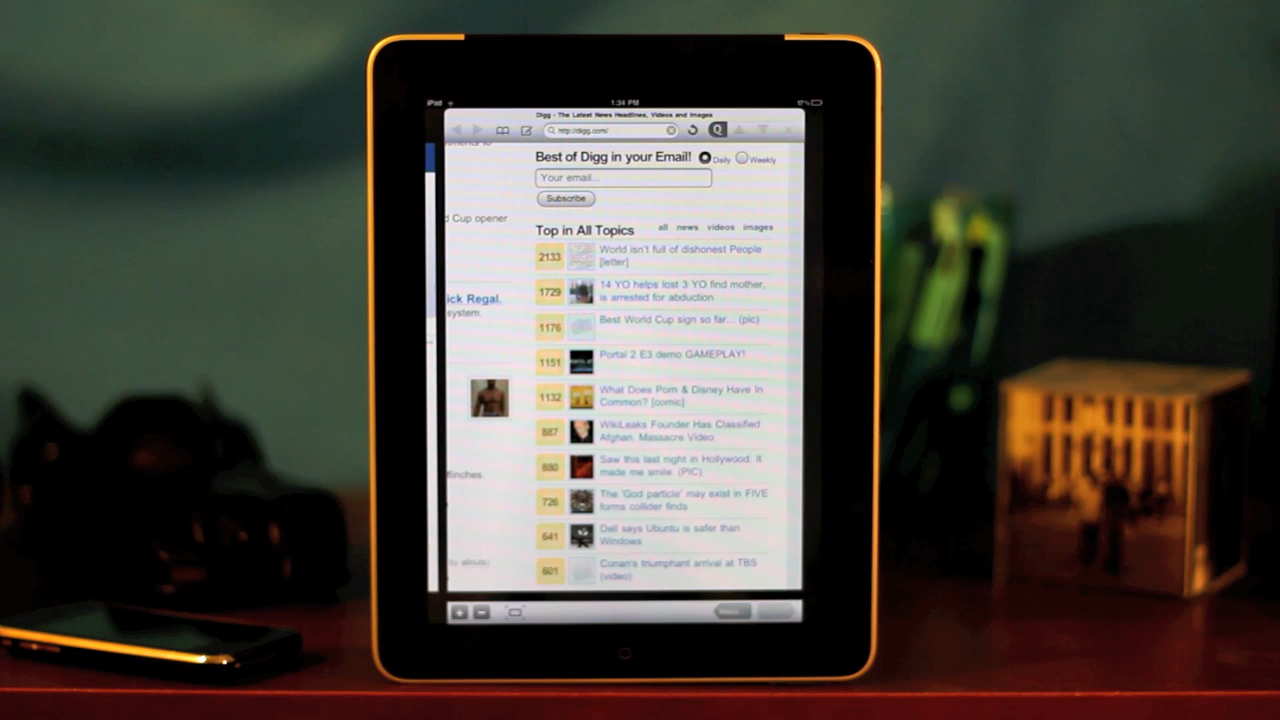 iPad
1:34 PM
Digg - The Latest News Headlines, Videos and Images
http://digg.com/
Q
Best of Digg in your Email!
Daily
Weekly
Your email...
Subscribe
d Cup opener
Top in All Topics
all news videos images
2133
World isn't full of dishonest People
[letter]
1729
14 YO helps lost 3 YO find mother,
is arrested for abduction
ick Regal.
system.
1176
Best World Cup sign so far... (pic)
1151
Portal 2 E3 demo GAMEPLAY!
1132
What Does Porn & Disney Have In
Common? [comic]
887
WikiLeaks Founder Has Classified
Afghan. Massacre Video
880
Saw this last night in Hollywood. It
made me smile. (PIC)
726
The 'God particle' may exist in FIVE
forms collider finds
641
Dell says Ubuntu is safer than
Windows
601
Conan's triumphant arrival at TBS
(video)